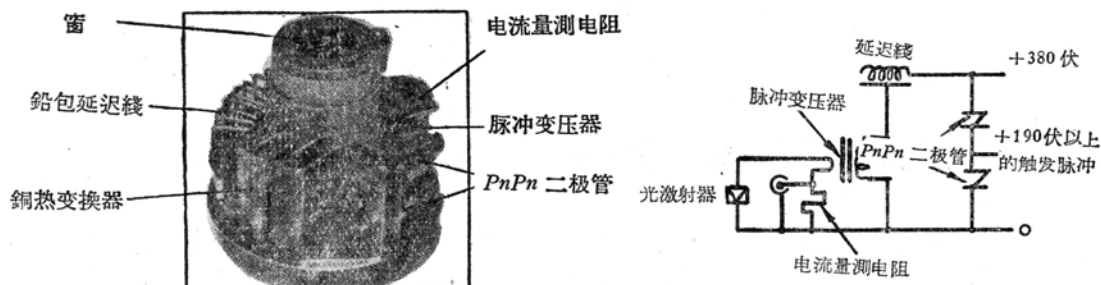 窗
鉛包延迟綫
銅热变換器
电流量测电阻
脉冲变压器
PnPn 二极管
延迟綫
+380 伏
脉冲变压器
PnPn 二极管
+190伏以上
的触发脉冲
光激射器
电流量测电阻